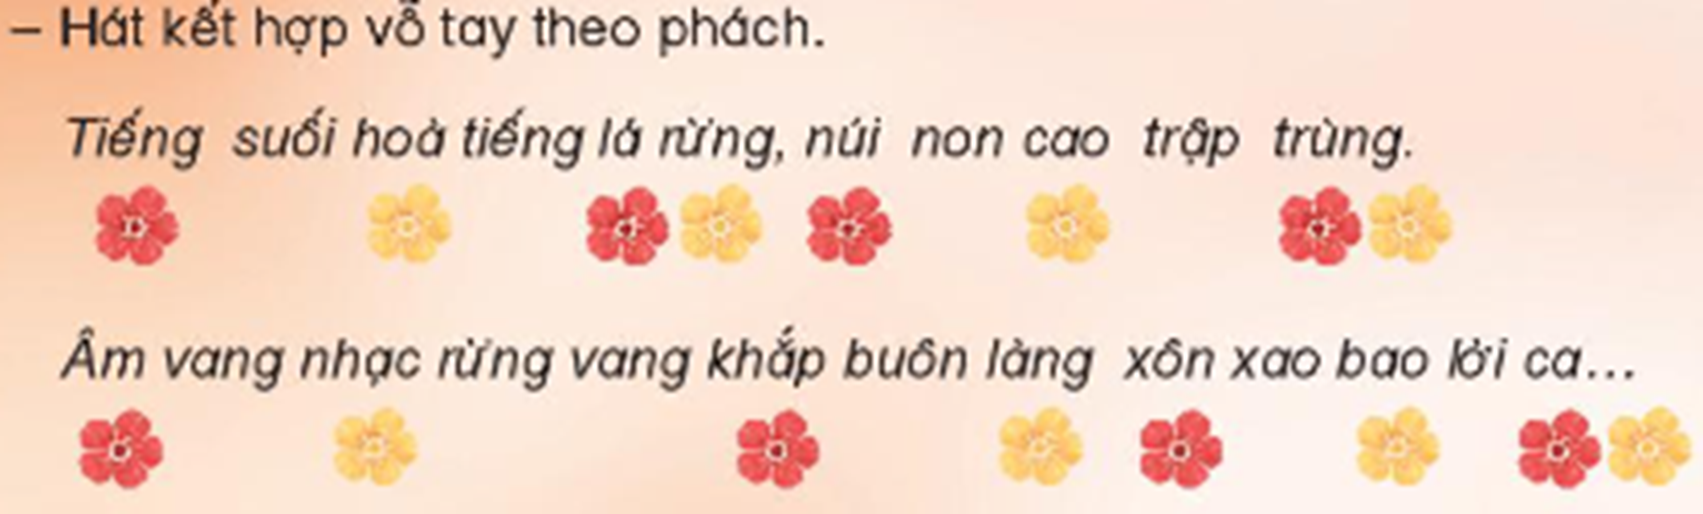 – Hát kết hợp vỗ tay theo phách.
Tiếng suối hoà tiếng lá rừng, núi non cao trập trùng.
Âm vang nhạc rừng vang khắp buôn làng xôn xao bao lời ca...